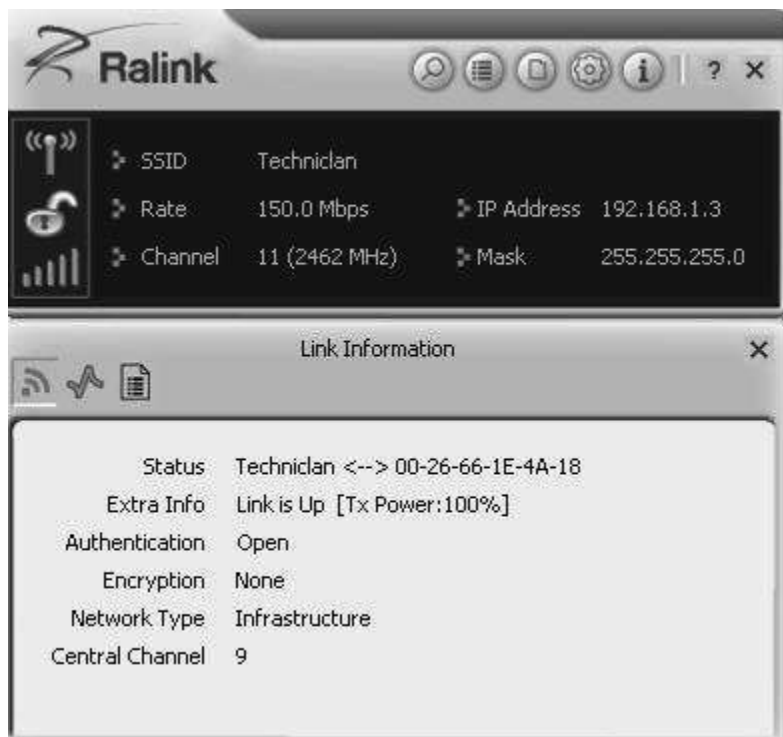 Ralink
? ×
SSID Techniclan
Rate 150.0 Mbps IP Address 192.168.1.3
Channel 11 (2462 MHz) Mask 255.255.255.0
Link Information ×
Status Techniclan <--> 00-26-66-1E-4A-18
Extra Info Link is Up [Tx Power:100%]
Authentication Open
Encryption None
Network Type Infrastructure
Central Channel 9